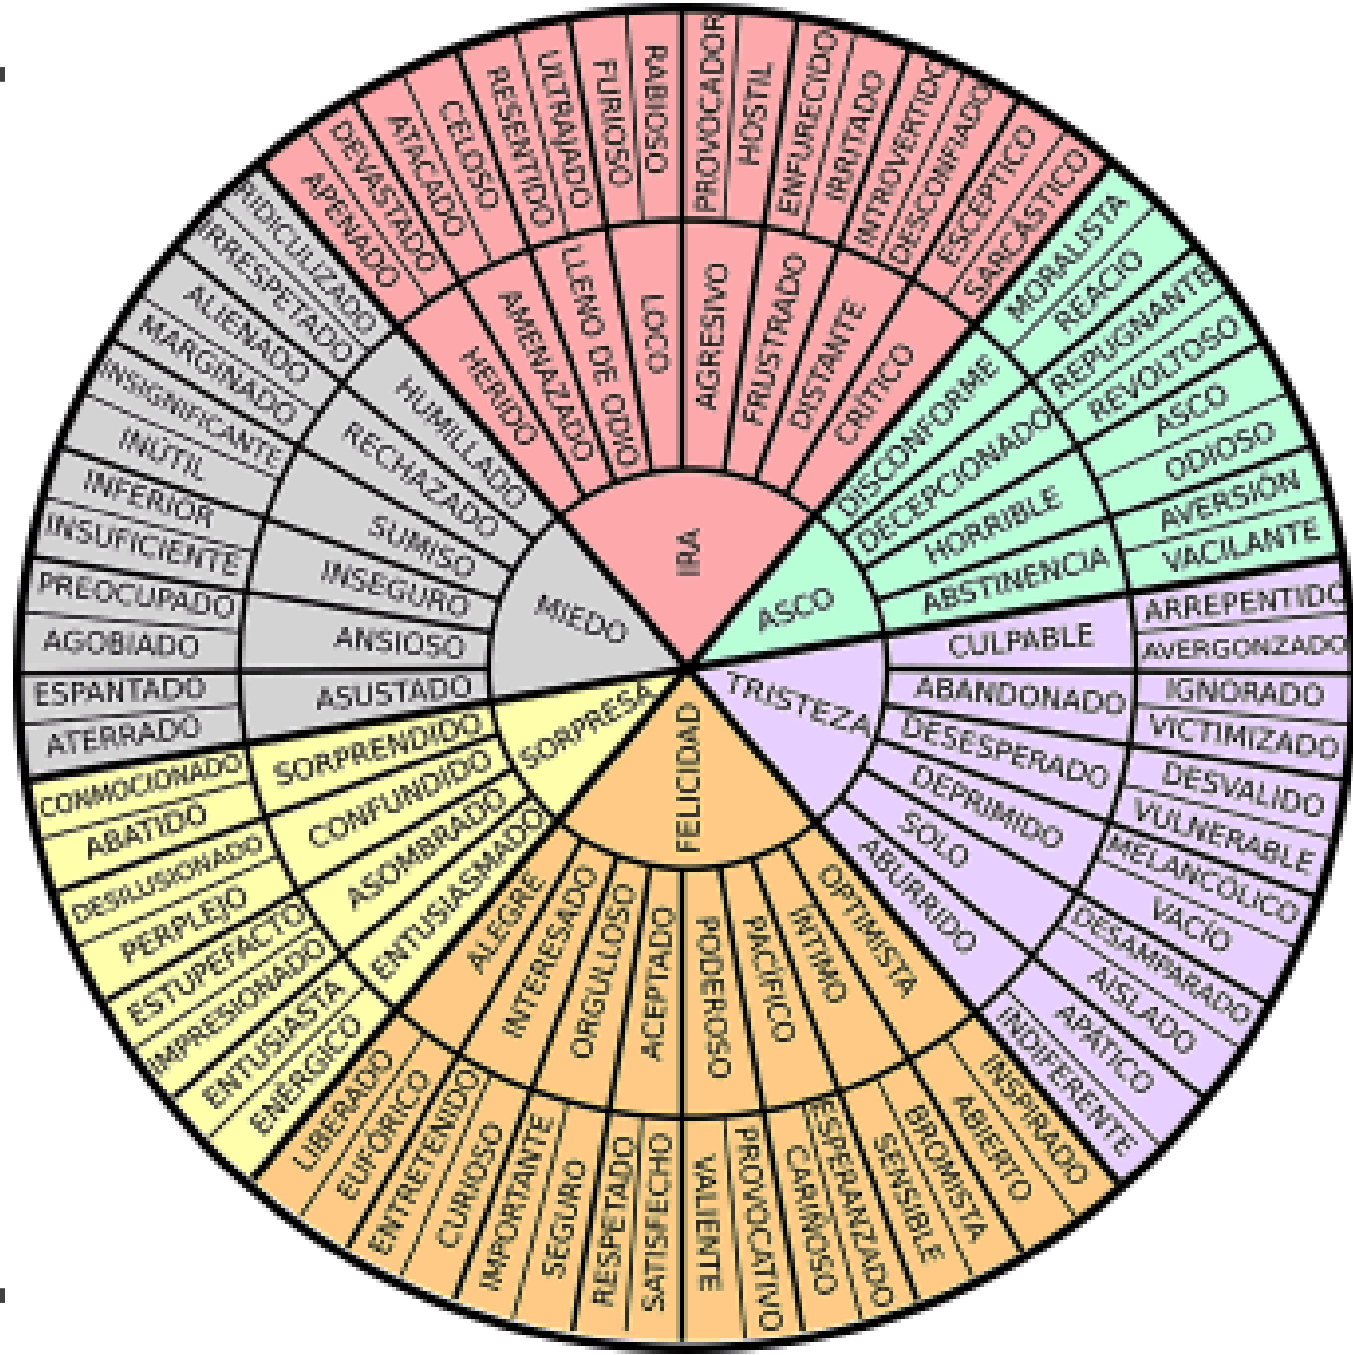 IRA
HERIDO
APENADO
DEVASTADO
AMENAZADO
ATACADO
CELOSO
LLENO DE ODIO
RESENTIDO
ULTRAJADO
LOCO
FURIOSO
RABIOSO
AGRESIVO
PROVOCADOR
HOSTIL
FRUSTRADO
ENFURECIDO
IRRITADO
DISTANTE
INTROVERTIDO
DESCONFIADO
CRÍTICO
ESCEPTICO
SARCÁSTICO
ASCO
DISCONFORME
MORALISTA
REACIO
DECEPCIONADO
REPUGNANTE
REVOLTOSO
HORRIBLE
ASCO
ODIOSO
ABSTINENCIA
AVERSIÓN
VACILANTE
TRISTEZA
CULPABLE
ARREPENTIDO
AVERGONZADO
ABANDONADO
IGNORADO
VICTIMIZADO
DESESPERADO
DESVALIDO
VULNERABLE
DEPRIMIDO
MELANCÓLICO
VACÍO
SOLO
DESAMPARADO
AISLADO
ABURRIDO
APÁTICO
INDIFERENTE
FELICIDAD
OPTIMISTA
INSPIRADO
ABIERTO
INTIMO
BROMISTA
SENSIBLE
PACÍFICO
ESPERANZADO
CARIÑOSO
PODEROSO
PROVOCATIVO
VALIENTE
ACEPTADO
SATISFECHO
RESPETADO
ORGULLOSO
SEGURO
IMPORTANTE
INTERESADO
CURIOSO
ENTRETENDO
ALEGRE
EUFÓRICO
LIBERADO
SORPRESA
ENTUSIASMADO
ENÉRGICO
ENTUSIASTA
ASOMBRADO
IMPRESIONADO
ESTUPEFACTO
CONFUNDIDO
PERPLEJO
DESILUSIONADO
SORPRENDIDO
ABATIDO
CONMOCIONADO
MIEDO
ASUSTADO
ATERRADO
ESPANTADO
ANSIOSO
AGOBIADO
PREOCUPADO
INSEGURO
INSUFICIENTE
INFERIOR
SUMISO
INUTIL
INSIGNIFICANTE
RECHAZADO
MARGINADO
ALIENADO
HUMILLADO
IRRESPETADO
RIDICULIZADO